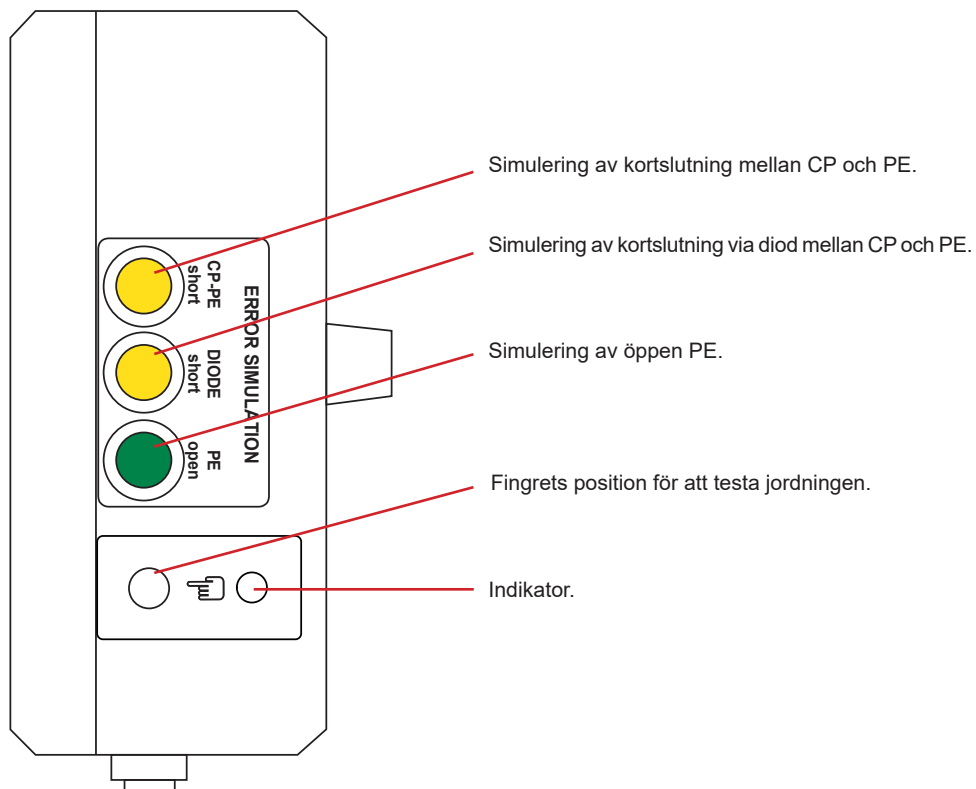 Simulering av kortslutning mellan CP och PE.
Simulering av kortslutning via diod mellan CP och PE.
Simulering av öppen PE.
Fingrets position för att testa jordningen.
Indikator.
ERROR SIMULATION
CP-PE
short
DIODE
short
PE
open